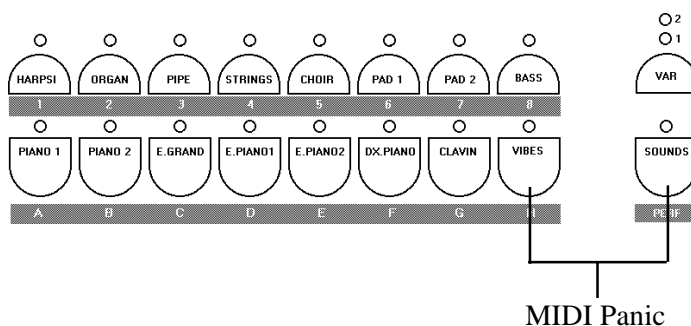 2
1
HARPSI ORGAN PIPE STRINGS CHOIR PAD 1 PAD 2 BASS VAR
1 2 3 4 5 6 7 8
PIANO 1 PIANO 2 E.GRAND E.PIANO1 E.PIANO2 DX.PIANO CLAVIN VIBES SOUNDS
A B C D E F G H
MIDI Panic